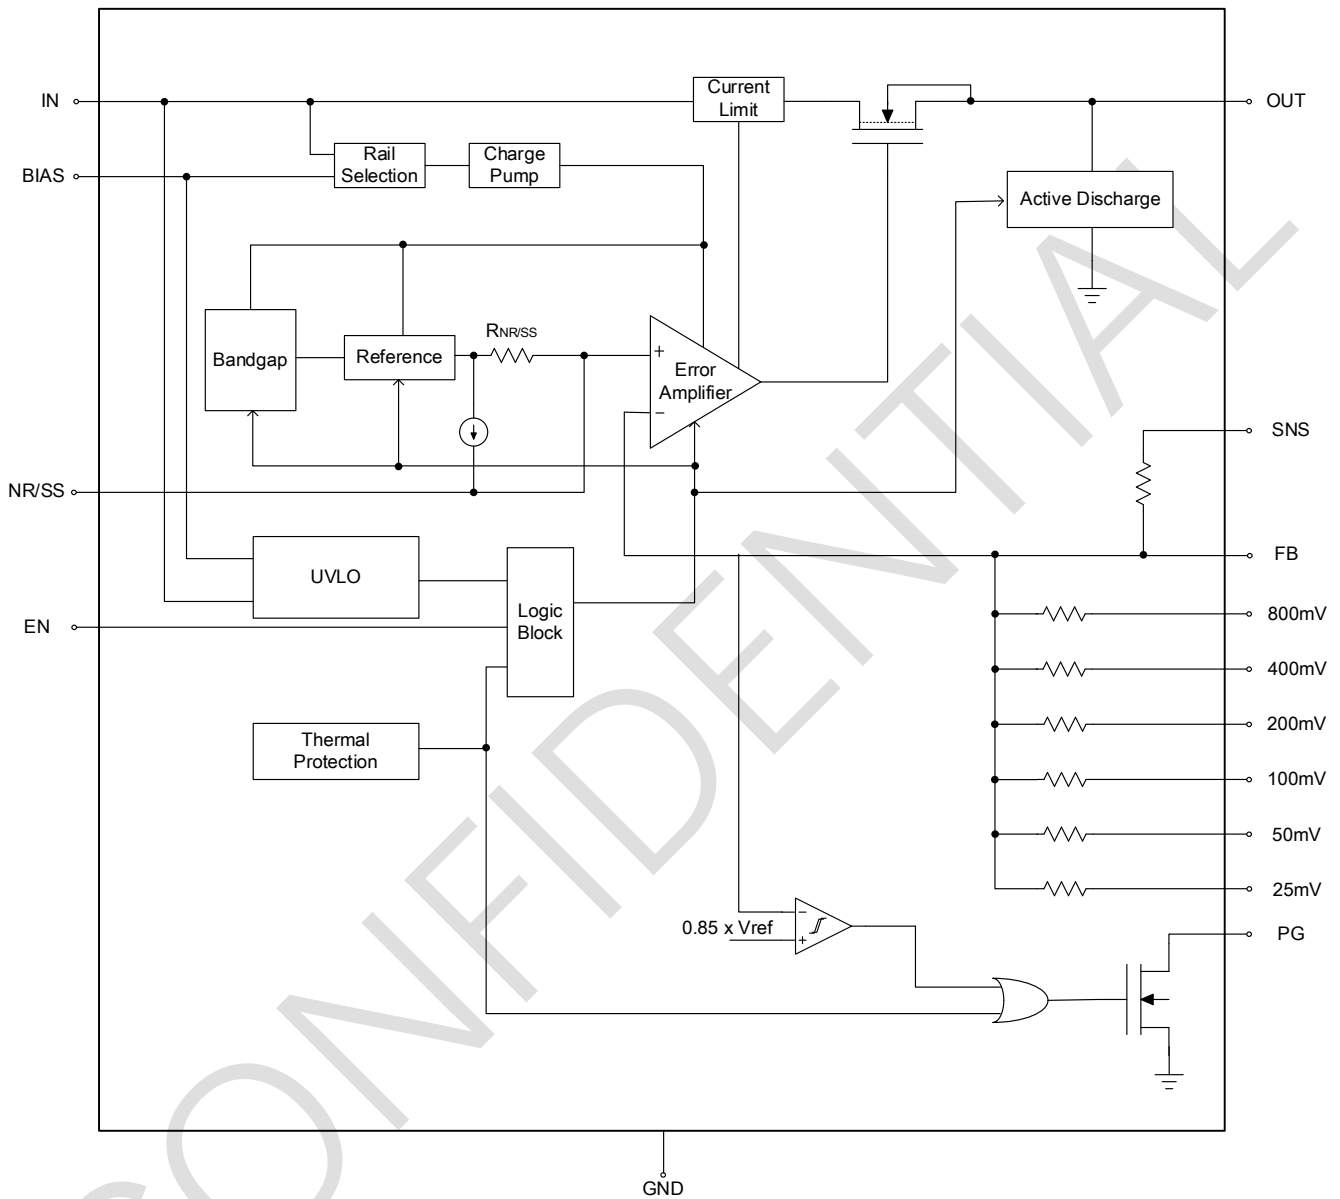 IN
Current
Limit
OUT
BIAS
Rail
Selection
Charge
Pump
Active Discharge
RNR/SS
Bandgap
Reference
+
Error
Amplifier
−
SNS
NR/SS
UVLO
FB
Logic
Block
800mV
EN
400mV
Thermal
Protection
200mV
100mV
50mV
25mV
0.85 x Vref
−
+
PG
GND
CONFIDENTIAL